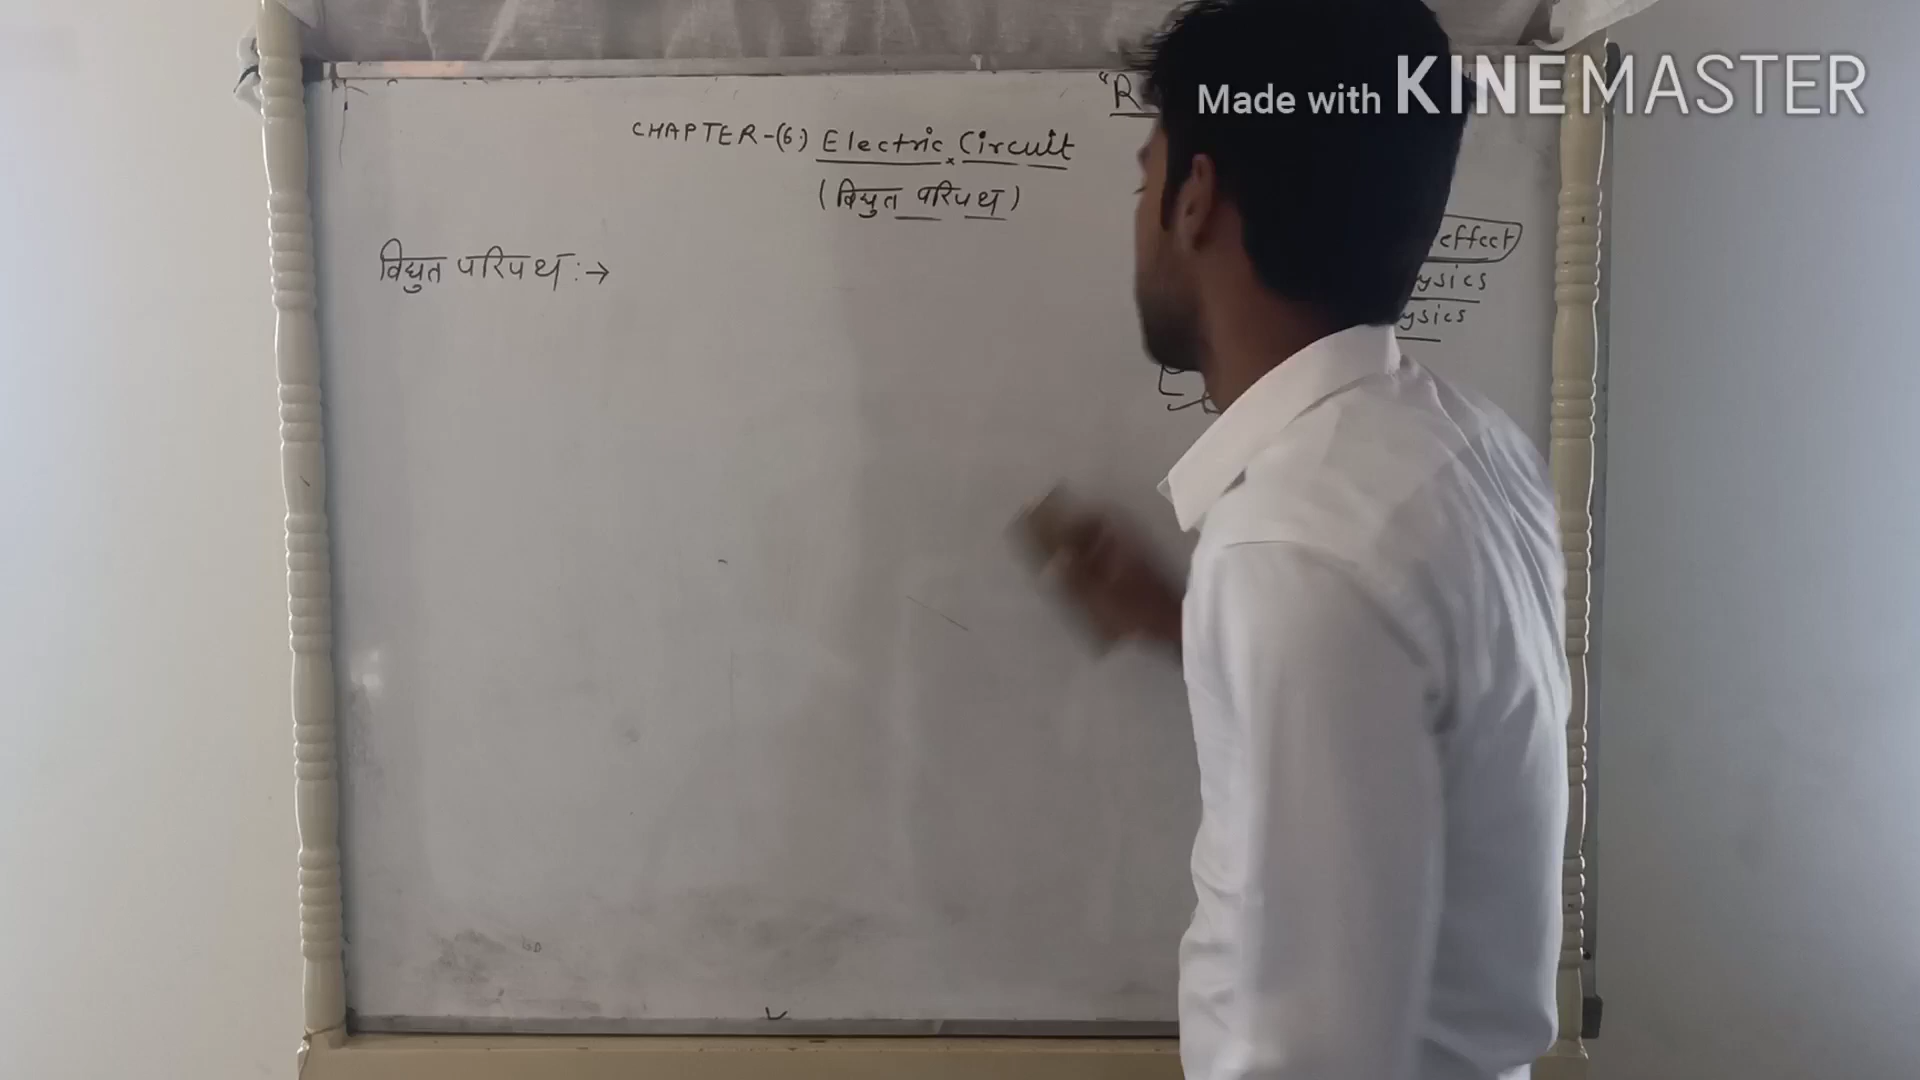 Made with KINEMASTER
"R
CHAPTER-(6.) Electric Circuit
(विद्युत परिपथ)
effect
ysics
ysics
विद्युत परिपथ :→